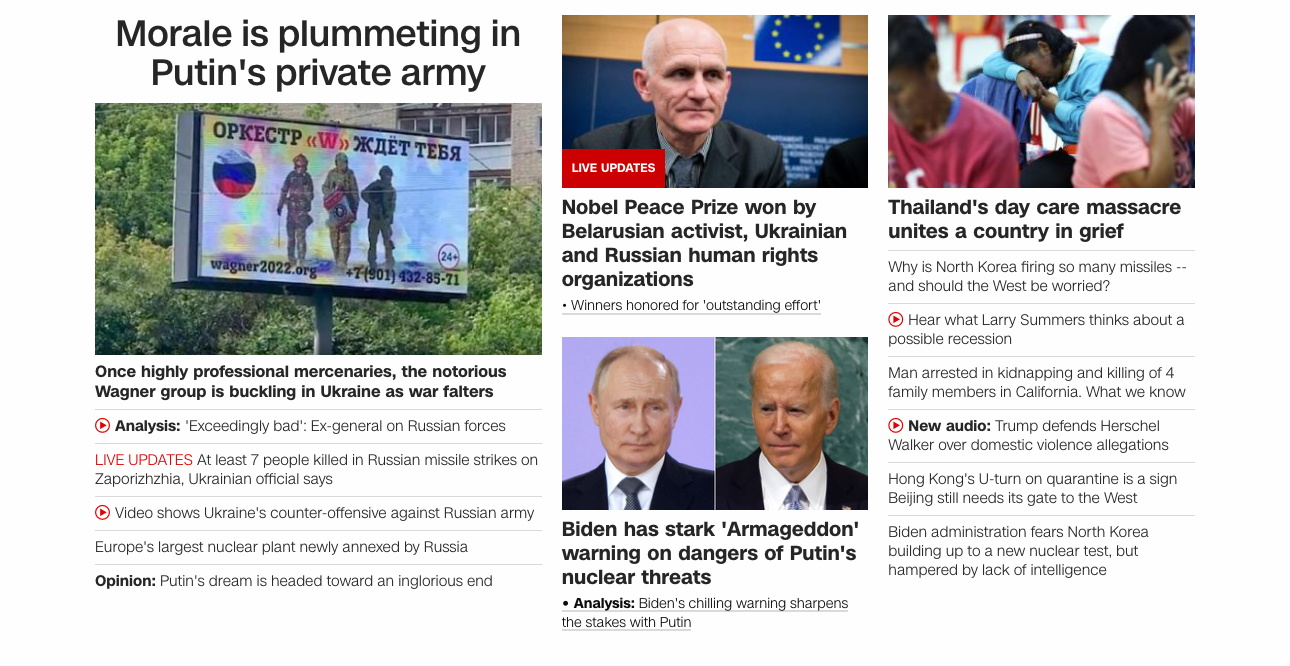 Morale is plummeting in
Putin's private army
ОРКЕСТР «W» ЖДЁТ ТЕБЯ
24+
wagner2022.org +7 (901) 432-85-71
Once highly professional mercenaries, the notorious
Wagner group is buckling in Ukraine as war falters
Analysis: 'Exceedingly bad': Ex-general on Russian forces
LIVE UPDATES At least 7 people killed in Russian missile strikes on
Zaporizhzhia, Ukrainian official says
Video shows Ukraine's counter-offensive against Russian army
Europe's largest nuclear plant newly annexed by Russia
Opinion: Putin's dream is headed toward an inglorious end
LIVE UPDATES
Nobel Peace Prize won by
Belarusian activist, Ukrainian
and Russian human rights
organizations
• Winners honored for 'outstanding effort'
Biden has stark 'Armageddon'
warning on dangers of Putin's
nuclear threats
• Analysis: Biden's chilling warning sharpens
the stakes with Putin
Thailand's day care massacre
unites a country in grief
Why is North Korea firing so many missiles --
and should the West be worried?
Hear what Larry Summers thinks about a
possible recession
Man arrested in kidnapping and killing of 4
family members in California. What we know
New audio: Trump defends Herschel
Walker over domestic violence allegations
Hong Kong's U-turn on quarantine is a sign
Beijing still needs its gate to the West
Biden administration fears North Korea
building up to a new nuclear test, but
hampered by lack of intelligence